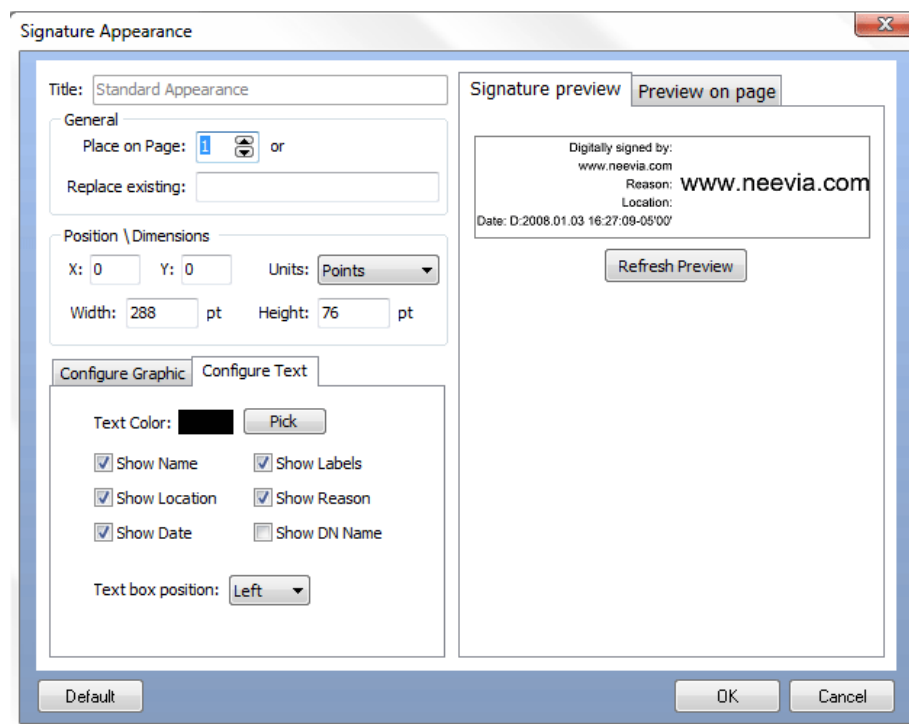 Signature Appearance
Title: Standard Appearance
General
Place on Page: 1 or
Replace existing:
Position \ Dimensions
X: 0 Y: 0 Units: Points
Width: 288 pt Height: 76 pt
Configure Graphic Configure Text
Text Color: Pick
Show Name Show Labels
Show Location Show Reason
Show Date Show DN Name
Text box position: Left
Signature preview Preview on page
Digitally signed by:
www.neevia.com
Reason:
Location:
Date: D:2008.01.03 16:27:09-05'00'
www.neevia.com
Refresh Preview
Default OK Cancel